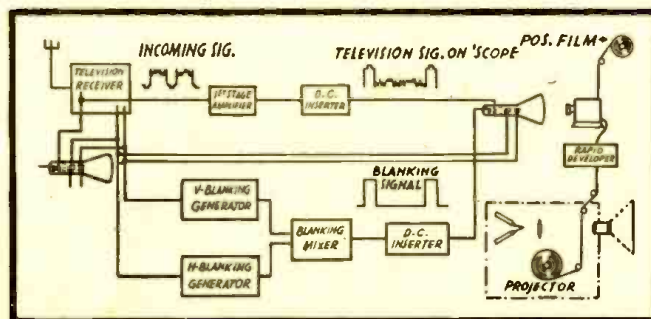 INCOMING SIG.
TELEVISION SIG. ON 'SCOPE
POS. FILM
TELEVISION
RECEIVER
1ST STAGE
AMPLIFIER
D.C.
INSERTER
RAPID
DEVELOPER
BLANKING
SIGNAL
V-BLANKING
GENERATOR
BLANKING
MIXER
D.C.
INSERTER
H-BLANKING
GENERATOR
PROJECTOR